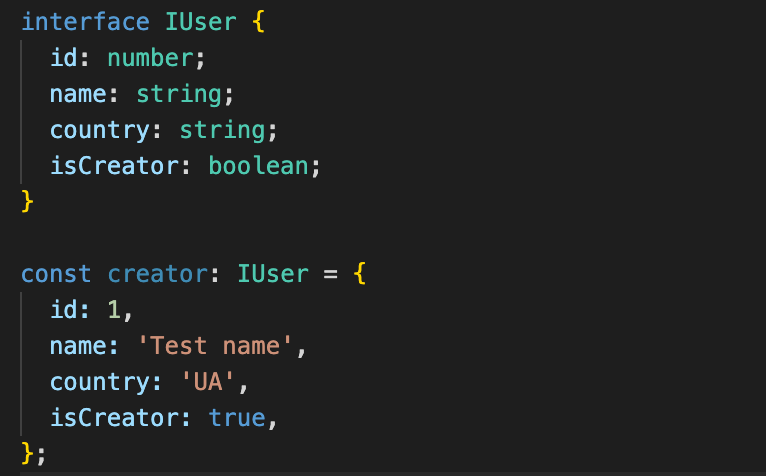 interface IUser {
  id: number;
  name: string;
  country: string;
  isCreator: boolean;
}
const creator: IUser = {
  id: 1,
  name: 'Test name',
  country: 'UA',
  isCreator: true,
};